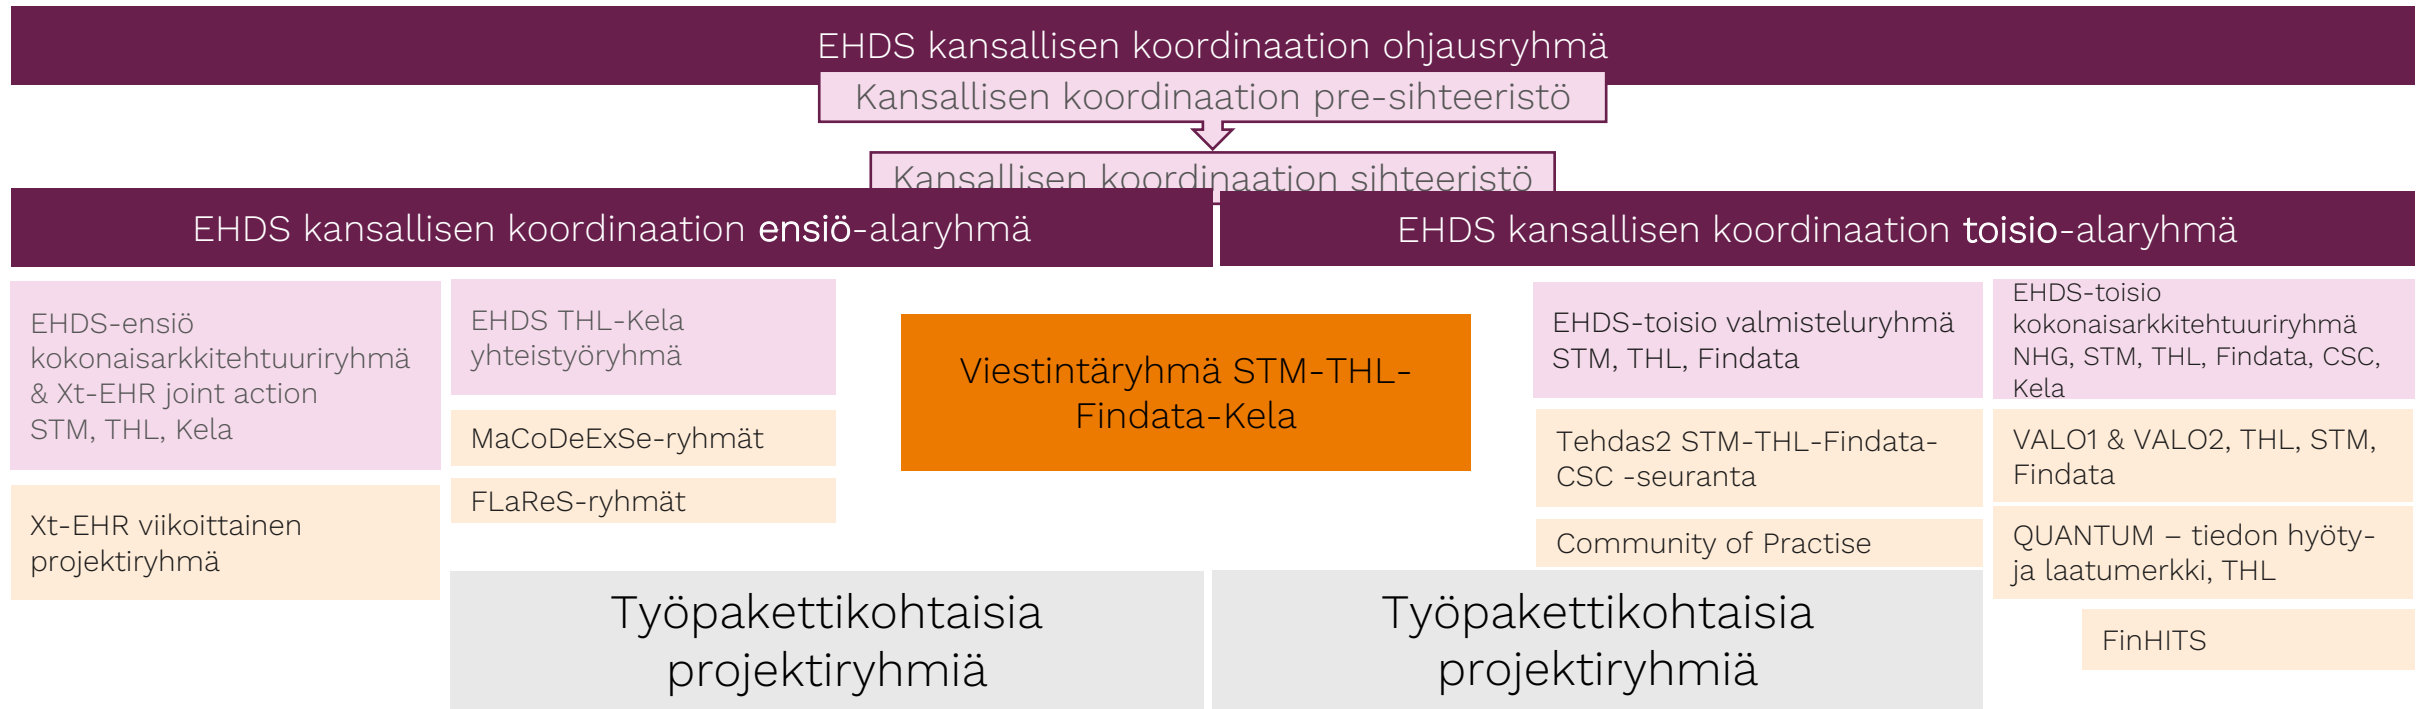 EHDS kansallisen koordinaation ohjausryhmä
Kansallisen koordinaation pre-sihteeristö
Kansallisen koordinaation sihteeristö
EHDS kansallisen koordinaation ensiö-alaryhmä
EHDS kansallisen koordinaation toisio-alaryhmä
EHDS-ensiö
kokonaisarkkitehtuuriryhmä
& Xt-EHR joint action
STM, THL, Kela
Xt-EHR viikoittainen
projektiryhmä
EHDS THL-Kela
yhteistyöryhmä
MaCoDeExSe-ryhmät
FLaReS-ryhmät
Viestintäryhmä STM-THL-
Findata-Kela
EHDS-toisio valmisteluryhmä
STM, THL, Findata
Tehdas2 STM-THL-Findata-
CSC -seuranta
Community of Practise
EHDS-toisio
kokonaisarkkitehtuuriryhmä
NHG, STM, THL, Findata, CSC,
Kela
VALO1 & VALO2, THL, STM,
Findata
QUANTUM – tiedon hyöty-
ja laatumerkki, THL
FinHITS
Työpakettikohtaisia
projektiryhmiä
Työpakettikohtaisia
projektiryhmiä